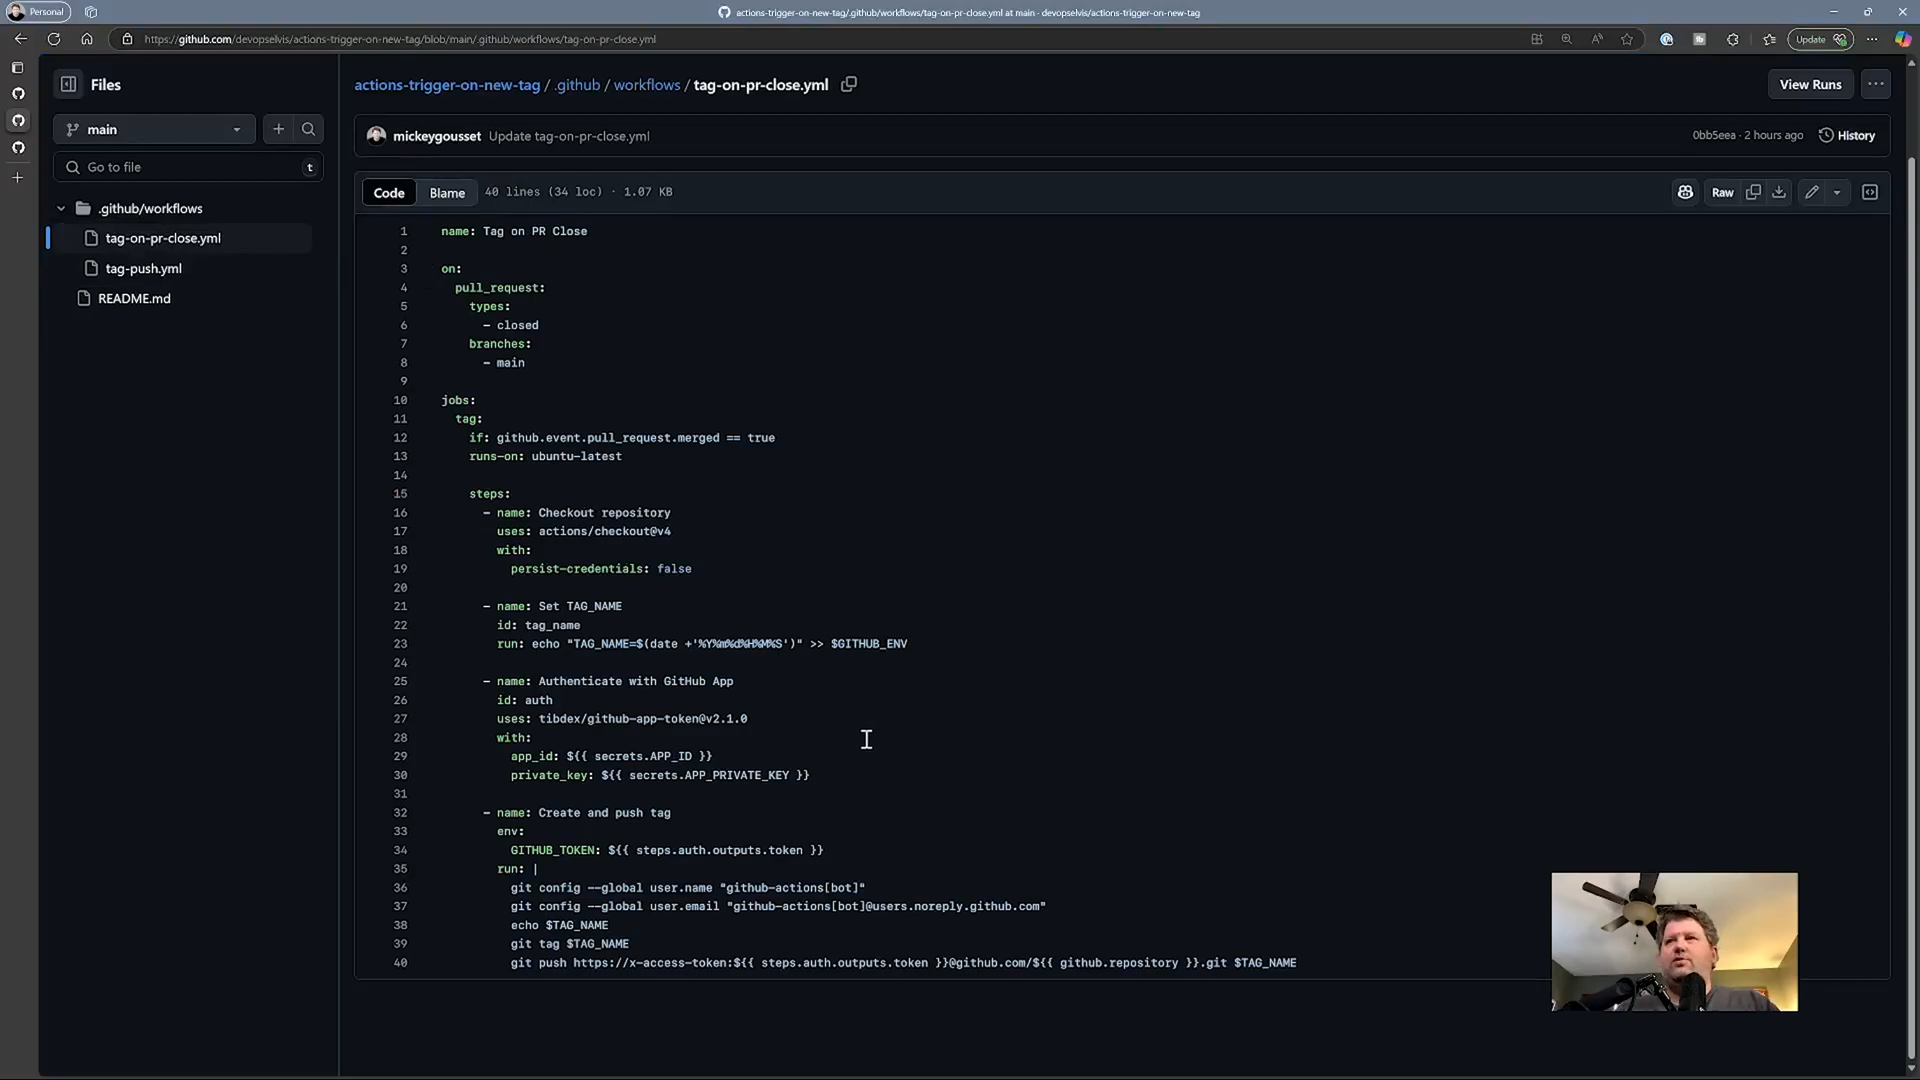 Personal
actions-trigger-on-new-tag/.github/workflows/tag-on-pr-close.yml at main · devopselvis/actions-trigger-on-new-tag
https://github.com/devopselvis/actions-trigger-on-new-tag/blob/main/.github/workflows/tag-on-pr-close.yml
Update
Files
actions-trigger-on-new-tag / .github / workflows / tag-on-pr-close.yml
View Runs
main
mickeygousset Update tag-on-pr-close.yml
0bb5eea · 2 hours ago
History
Go to file
t
Code
Blame
40 lines (34 loc) · 1.07 KB
Raw
.github/workflows
tag-on-pr-close.yml
tag-push.yml
README.md
1 name: Tag on PR Close
2
3 on:
4 pull_request:
5 types:
6 - closed
7 branches:
8 - main
9
10 jobs:
11 tag:
12 if: github.event.pull_request.merged == true
13 runs-on: ubuntu-latest
14
15 steps:
16 - name: Checkout repository
17 uses: actions/checkout@v4
18 with:
19 persist-credentials: false
20
21 - name: Set TAG_NAME
22 id: tag_name
23 run: echo "TAG_NAME=$(date +'%Y%m%d%H%M%S')" >> $GITHUB_ENV
24
25 - name: Authenticate with GitHub App
26 id: auth
27 uses: tibdex/github-app-token@v2.1.0
28 with:
29 app_id: ${{ secrets.APP_ID }}
30 private_key: ${{ secrets.APP_PRIVATE_KEY }}
31
32 - name: Create and push tag
33 env:
34 GITHUB_TOKEN: ${{ steps.auth.outputs.token }}
35 run: |
36 git config --global user.name "github-actions[bot]"
37 git config --global user.email "github-actions[bot]@users.noreply.github.com"
38 echo $TAG_NAME
39 git tag $TAG_NAME
40 git push https://x-access-token:${{ steps.auth.outputs.token }}@github.com/${{ github.repository }}.git $TAG_NAME